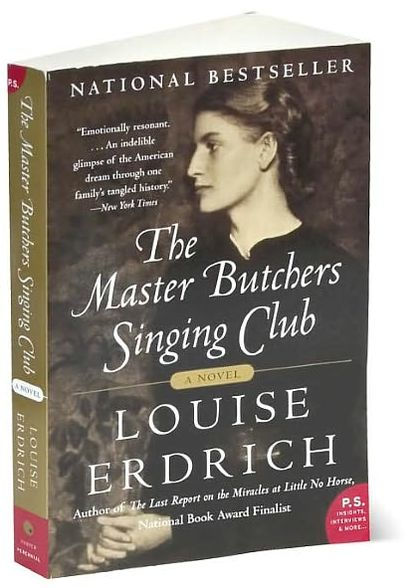 P.S.
The Master Butchers Singing Club
A NOVEL
LOUISE
ERDRICH
HARPER
PERENNIAL
NATIONAL BESTSELLER
“Emotionally resonant.
. . . An indelible
glimpse of the American
dream through one
family's tangled history.”
—New York Times
The
Master Butchers
Singing Club
A NOVEL
LOUISE
ERDRICH
Author of The Last Report on the Miracles at Little No Horse,
National Book Award Finalist
P.S.
INSIGHTS,
INTERVIEWS
& MORE...